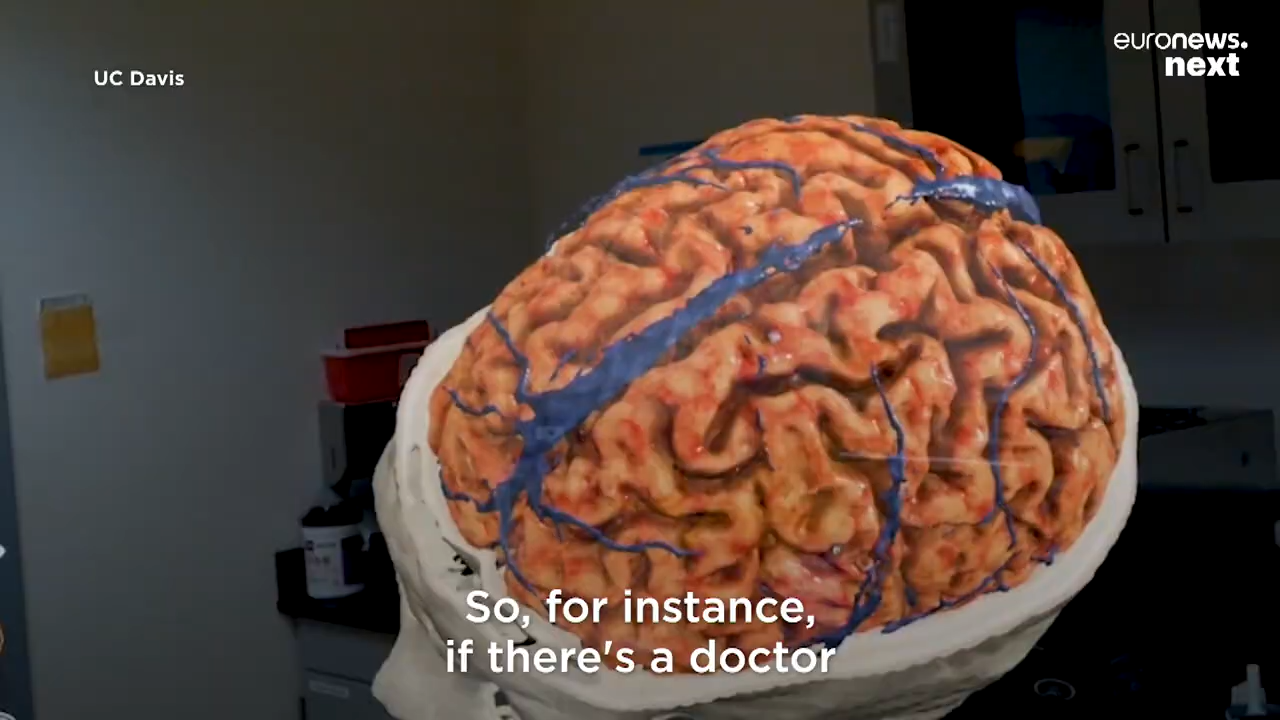 UC Davis
euronews.
next
So, for instance,
if there's a doctor